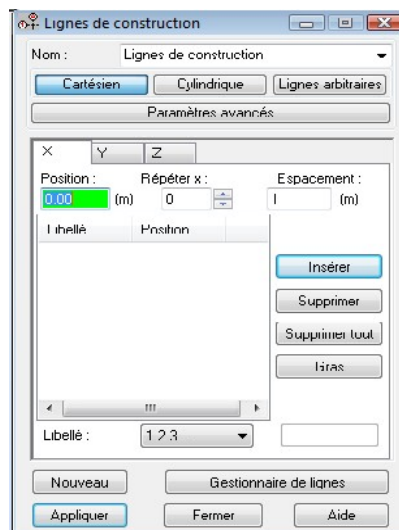 Lignes de construction
Nom : Lignes de construction
Cartésien Cylindrique Lignes arbitraires
Paramètres avancés
X Y Z
Position : Répéter x : Espacement :
0.00 (m) 0 (m)
Libellé Position
Insérer
Supprimer
Supprimer tout
Gras
Libellé : 1 2 3
Nouveau Gestionnaire de lignes
Appliquer Fermer Aide